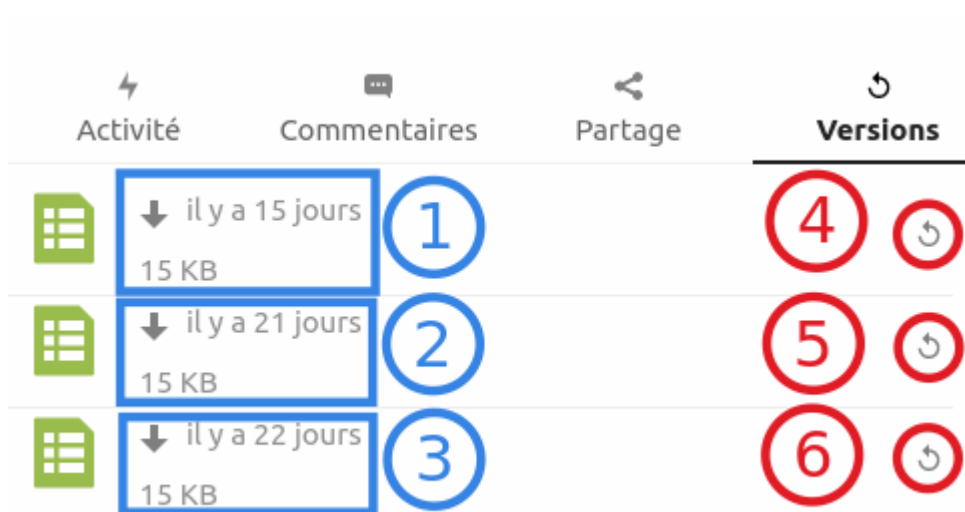 Activité Commentaires Partage Versions
il y a 15 jours 1 4
15 KB
il y a 21 jours 2 5
15 KB
il y a 22 jours 3 6
15 KB